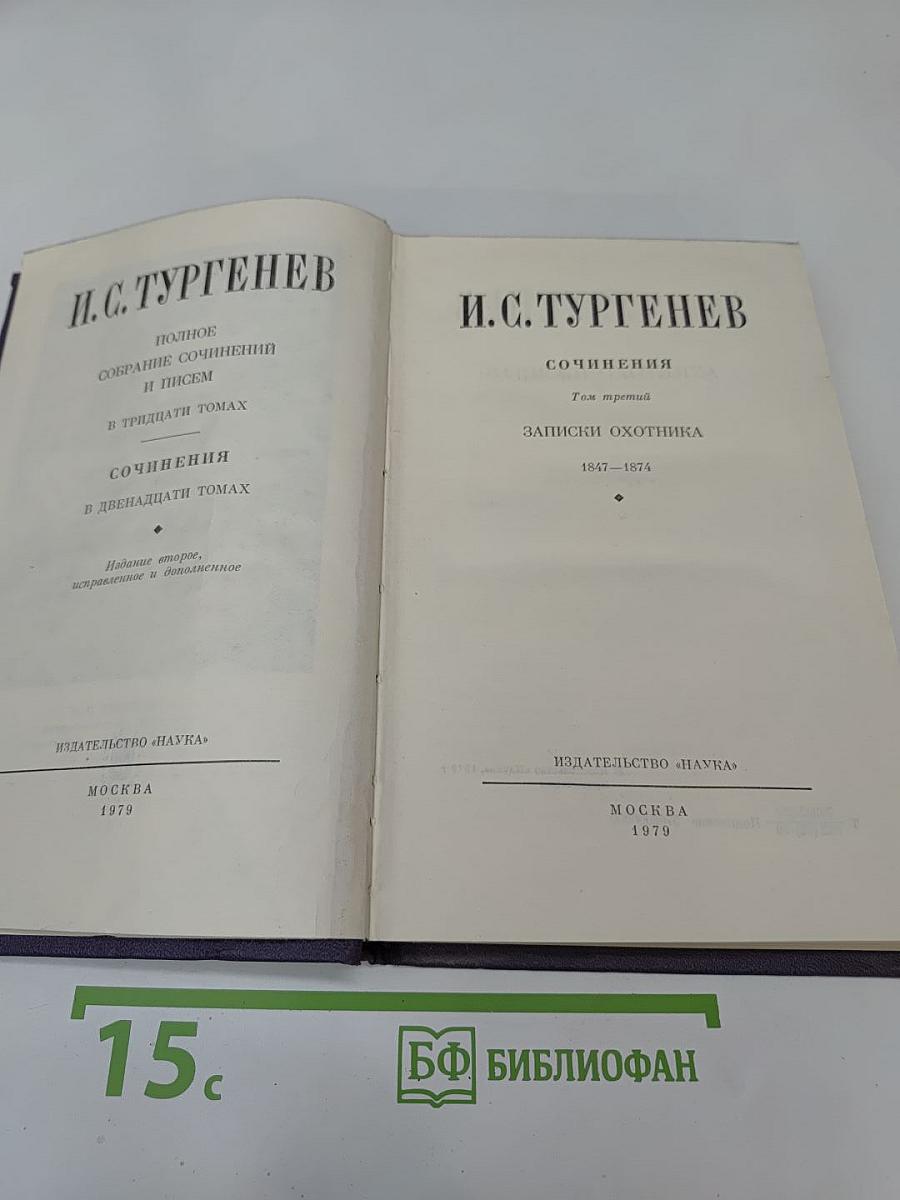 И.С.ТУРГЕНЕВ
ПОЛНОЕ
СОБРАНИЕ СОЧИНЕНИЙ
И ПИСЕМ
В ТРИДЦАТИ ТОМАХ
СОЧИНЕНИЯ
В ДВЕНАДЦАТИ ТОМАХ
Издание второе,
исправленное и дополненное
ИЗДАТЕЛЬСТВО «НАУКА»
МОСКВА
1979
И.С.ТУРГЕНЕВ
СОЧИНЕНИЯ
Том третий
ЗАПИСКИ ОХОТНИКА
1847—1874
ИЗДАТЕЛЬСТВО «НАУКА»
МОСКВА
1979
15с
БФ БИБЛИОФАН